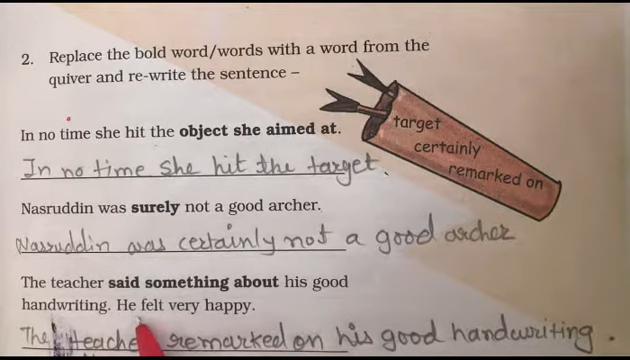 2. Replace the bold word/words with a word from the
quiver and re-write the sentence –
target
certainly
remarked on
In no time she hit the object she aimed at.
In no time she hit the target.
Nasruddin was surely not a good archer.
Nasruddin was certainly not a good archer
The teacher said something about his good
handwriting. He felt very happy.
The teacher remarked on his good handwriting.